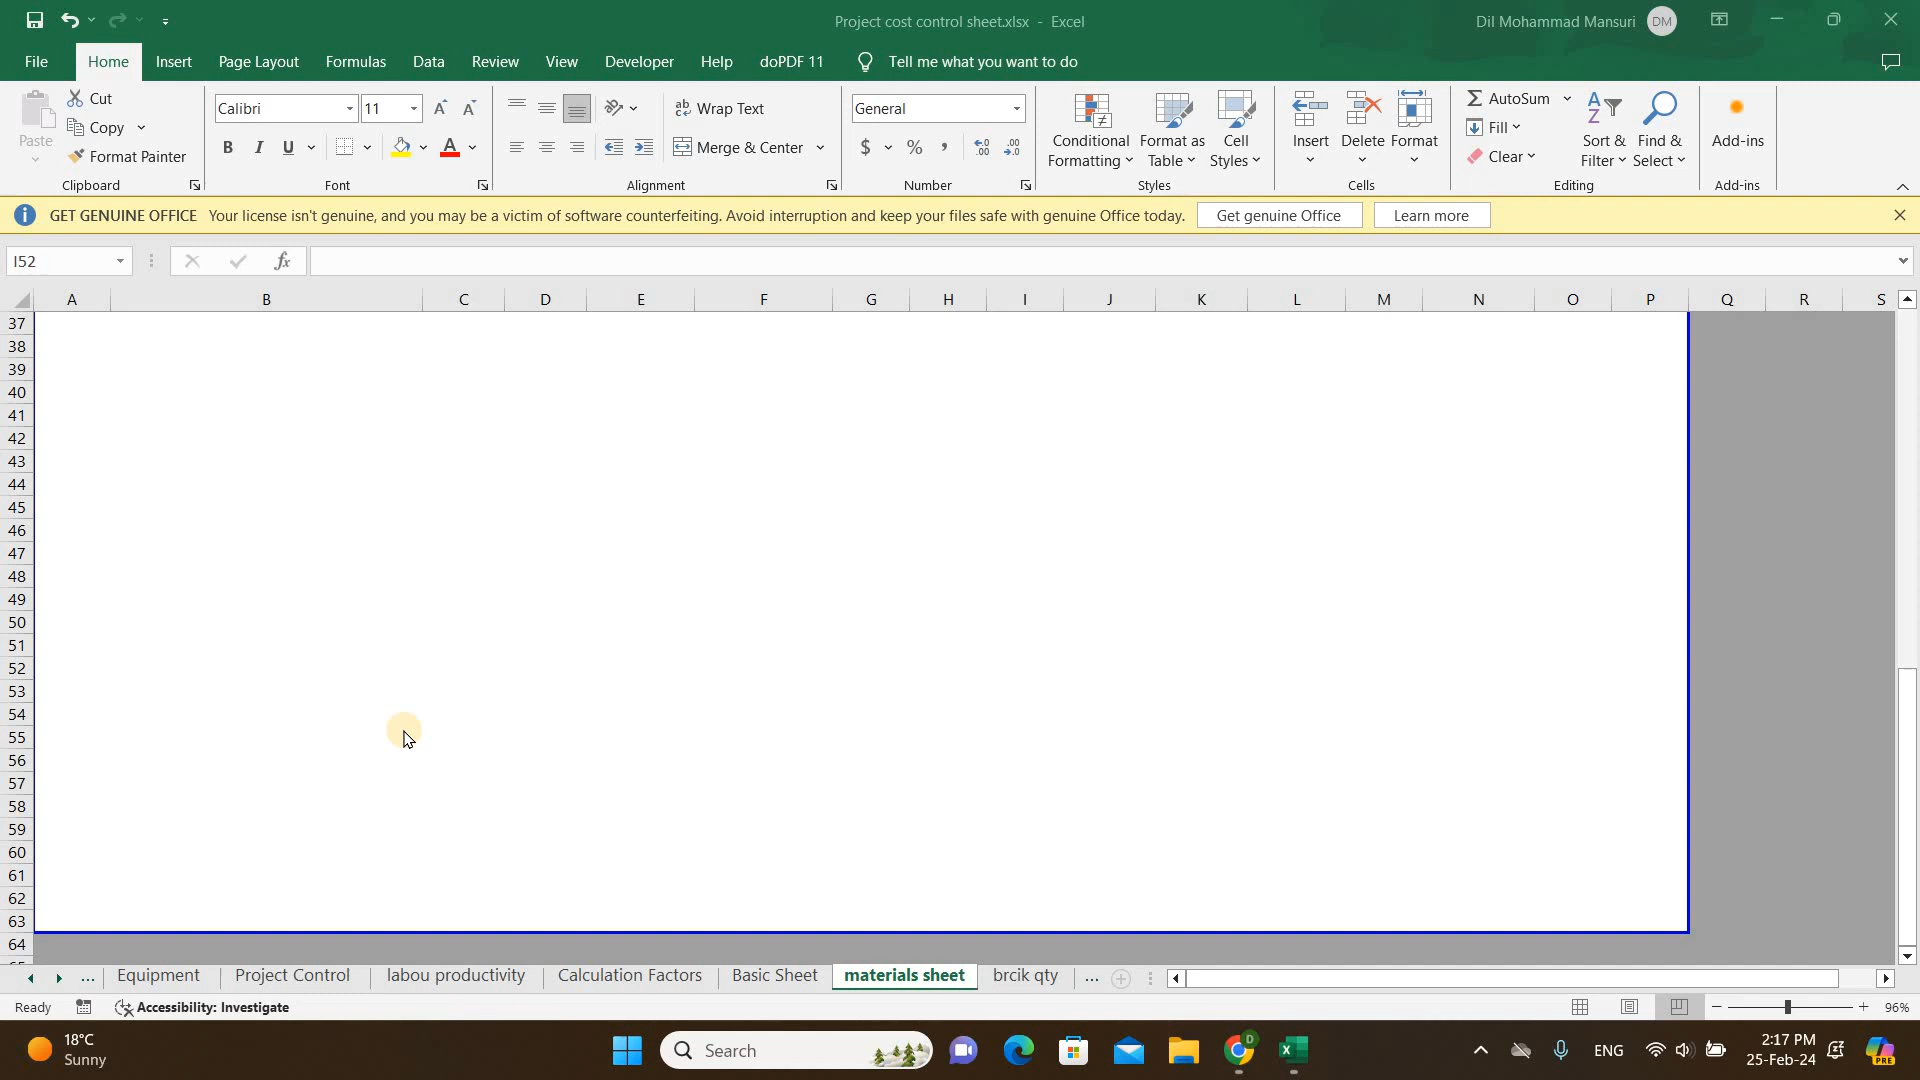 Project cost control sheet.xlsx - Excel
Dil Mohammad Mansuri DM
File Home Insert Page Layout Formulas Data Review View Developer Help doPDF 11 Tell me what you want to do
Paste
Cut
Copy
Format Painter
Clipboard
Calibri 11
B I U
Font
Wrap Text
Merge & Center
Alignment
General
Number
Conditional Formatting
Format as Table
Cell Styles
Styles
Insert
Delete
Format
Cells
AutoSum
Fill
Clear
Sort & Filter
Find & Select
Editing
Add-ins
Add-ins
GET GENUINE OFFICE Your license isn't genuine, and you may be a victim of software counterfeiting. Avoid interruption and keep your files safe with genuine Office today. Get genuine Office Learn more
I52
fx
A B C D E F G H I J K L M N O P Q R S
37
38
39
40
41
42
43
44
45
46
47
48
49
50
51
52
53
54
55
56
57
58
59
60
61
62
63
64
... Equipment Project Control labou productivity Calculation Factors Basic Sheet materials sheet brcik qty ...
Ready Accessibility: Investigate 96%
18°C
Sunny
Search
ENG
2:17 PM
25-Feb-24
PRE